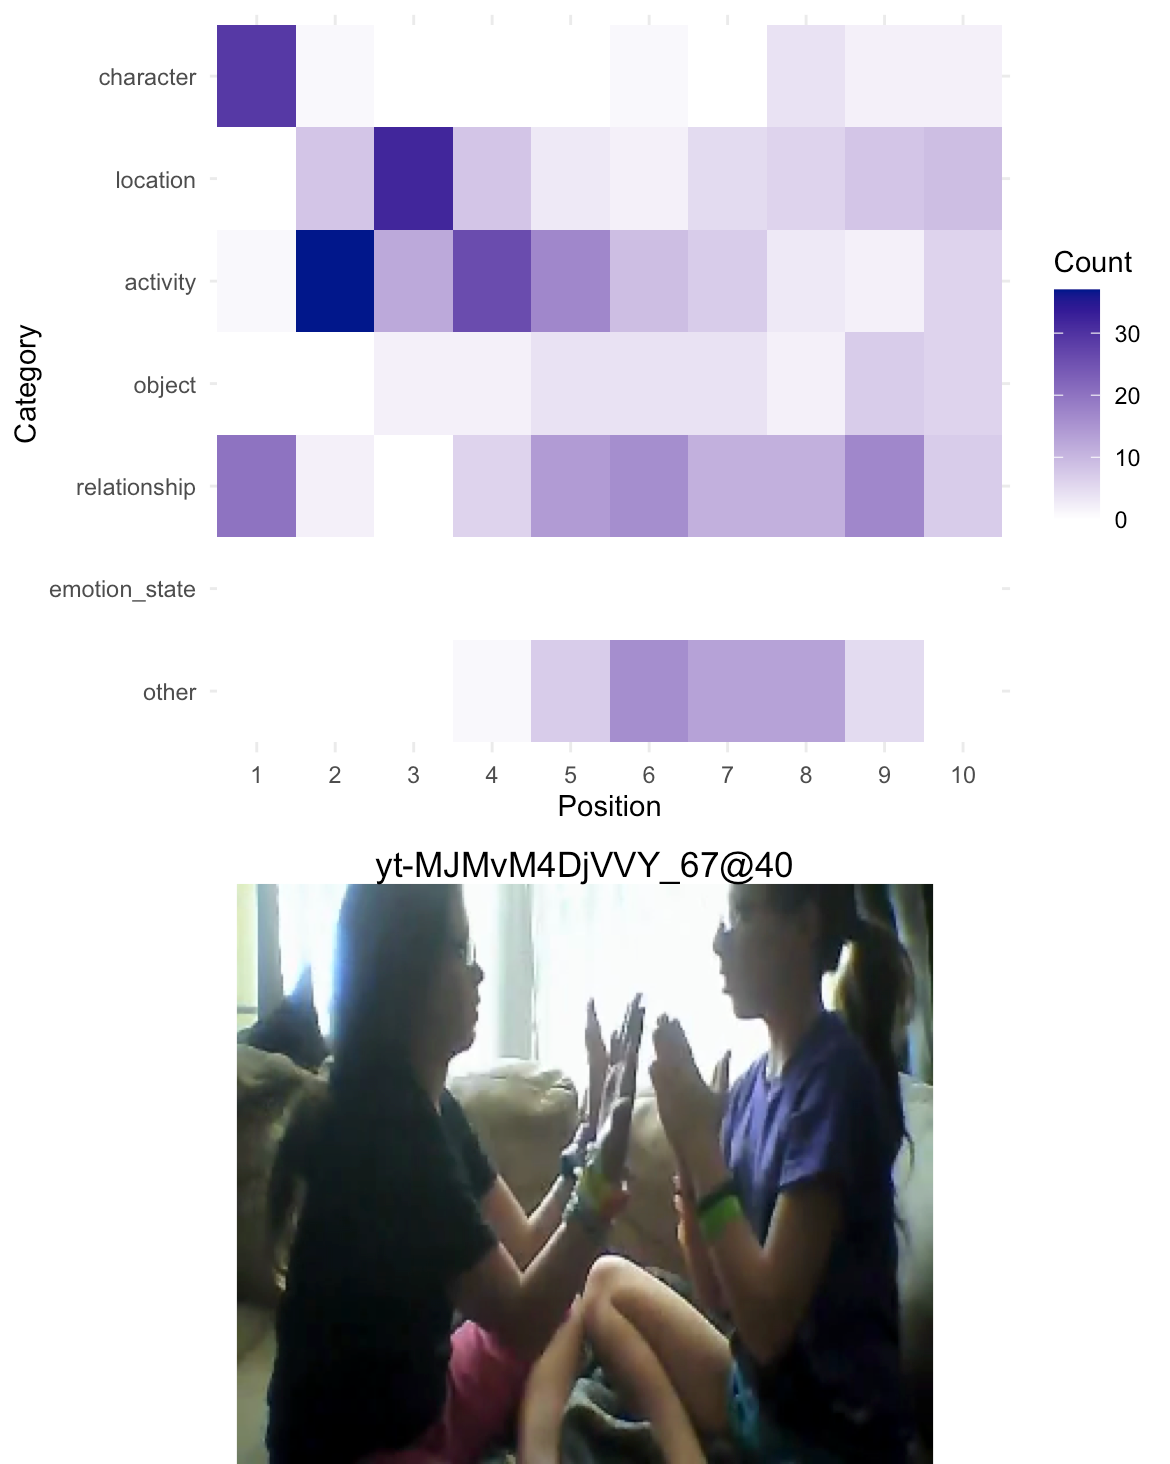 character
location
activity
object
relationship
emotion_state
other
Category
1 2 3 4 5 6 7 8 9 10
Position
Count
30
20
10
0
yt-MJMvM4DjVVY_67@40